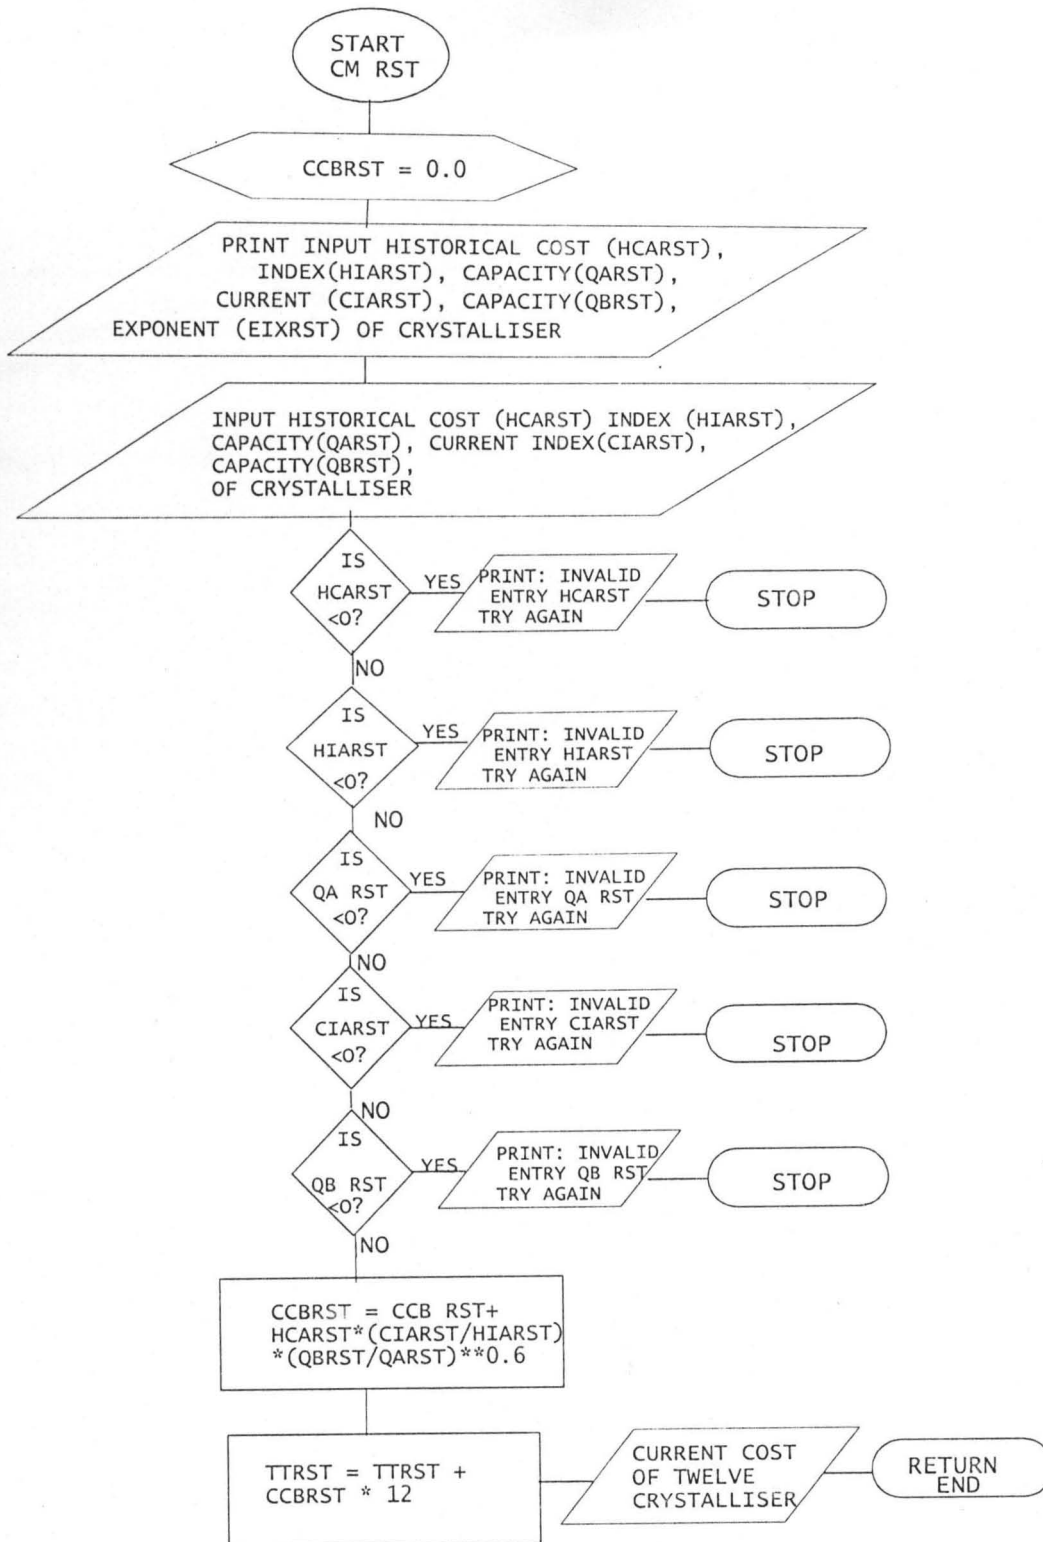 START
CM RST
CCBRST = 0.0
PRINT INPUT HISTORICAL COST (HCARST),
INDEX(HIARST), CAPACITY(QARST),
CURRENT (CIARST), CAPACITY(QBRST),
EXPONENT (EIXRST) OF CRYSTALLISER
INPUT HISTORICAL COST (HCARST) INDEX (HIARST),
CAPACITY(QARST), CURRENT INDEX(CIARST),
CAPACITY(QBRST),
OF CRYSTALLISER
IS
HCARST
<0?
YES
PRINT: INVALID
ENTRY HCARST
TRY AGAIN
STOP
NO
IS
HIARST
<0?
YES
PRINT: INVALID
ENTRY HIARST
TRY AGAIN
STOP
NO
IS
QA RST
<0?
YES
PRINT: INVALID
ENTRY QA RST
TRY AGAIN
STOP
NO
IS
CIARST
<0?
YES
PRINT: INVALID
ENTRY CIARST
TRY AGAIN
STOP
NO
IS
QB RST
<0?
YES
PRINT: INVALID
ENTRY QB RST
TRY AGAIN
STOP
NO
CCBRST = CCB RST+
HCARST*(CIARST/HIARST)
*(QBRST/QARST)**0.6
TTRST = TTRST +
CCBRST * 12
CURRENT COST
OF TWELVE
CRYSTALLISER
RETURN
END